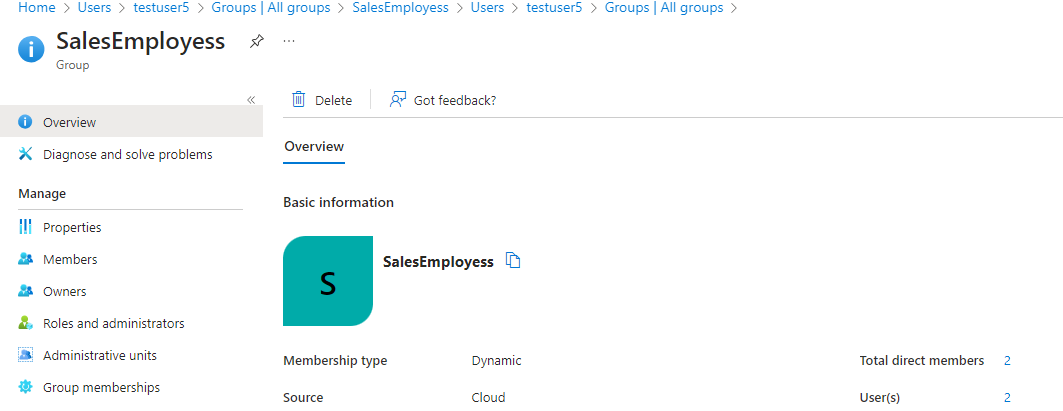 Home > Users > testuser5 > Groups | All groups > SalesEmployess > Users > testuser5 > Groups | All groups >
SalesEmployess ...
Group
«
Delete Got feedback?
Overview
Diagnose and solve problems
Manage
Properties
Members
Owners
Roles and administrators
Administrative units
Group memberships
Overview
Basic information
S
SalesEmployess
Membership type Dynamic Total direct members 2
Source Cloud User(s) 2